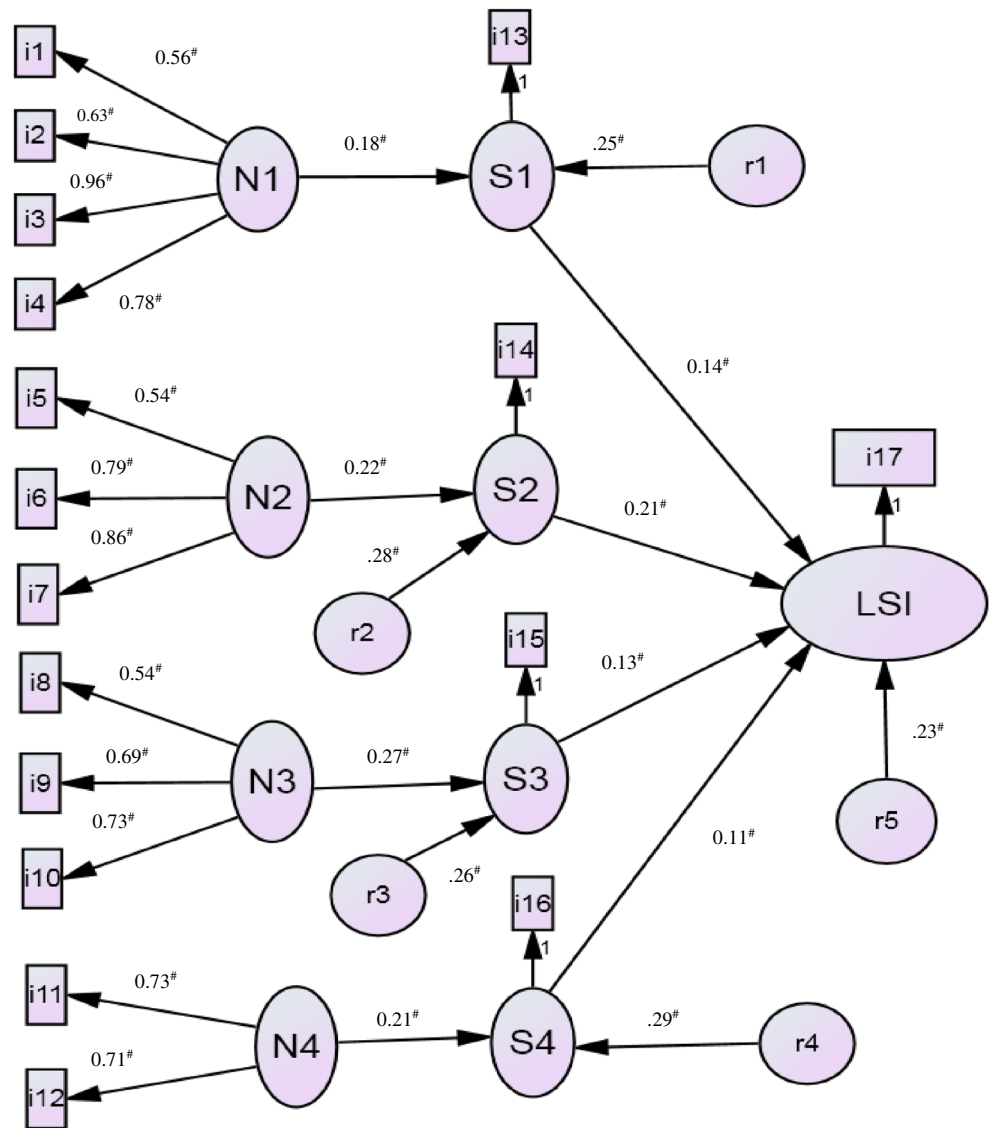 i1
0.56#
i13
1
i2
0.63#
0.96#
N1
0.18#
S1
.25#
r1
i3
i4
0.78#
i14
1
0.14#
i5
0.54#
i6
0.79#
N2
0.22#
S2
0.21#
i17
1
0.86#
i7
.28#
r2
LSI
i15
1
0.13#
i8
0.54#
i9
0.69#
N3
0.27#
S3
.23#
0.73#
r5
i10
r3
.26#
0.11#
i16
1
i11
0.73#
N4
0.21#
S4
.29#
r4
0.71#
i12